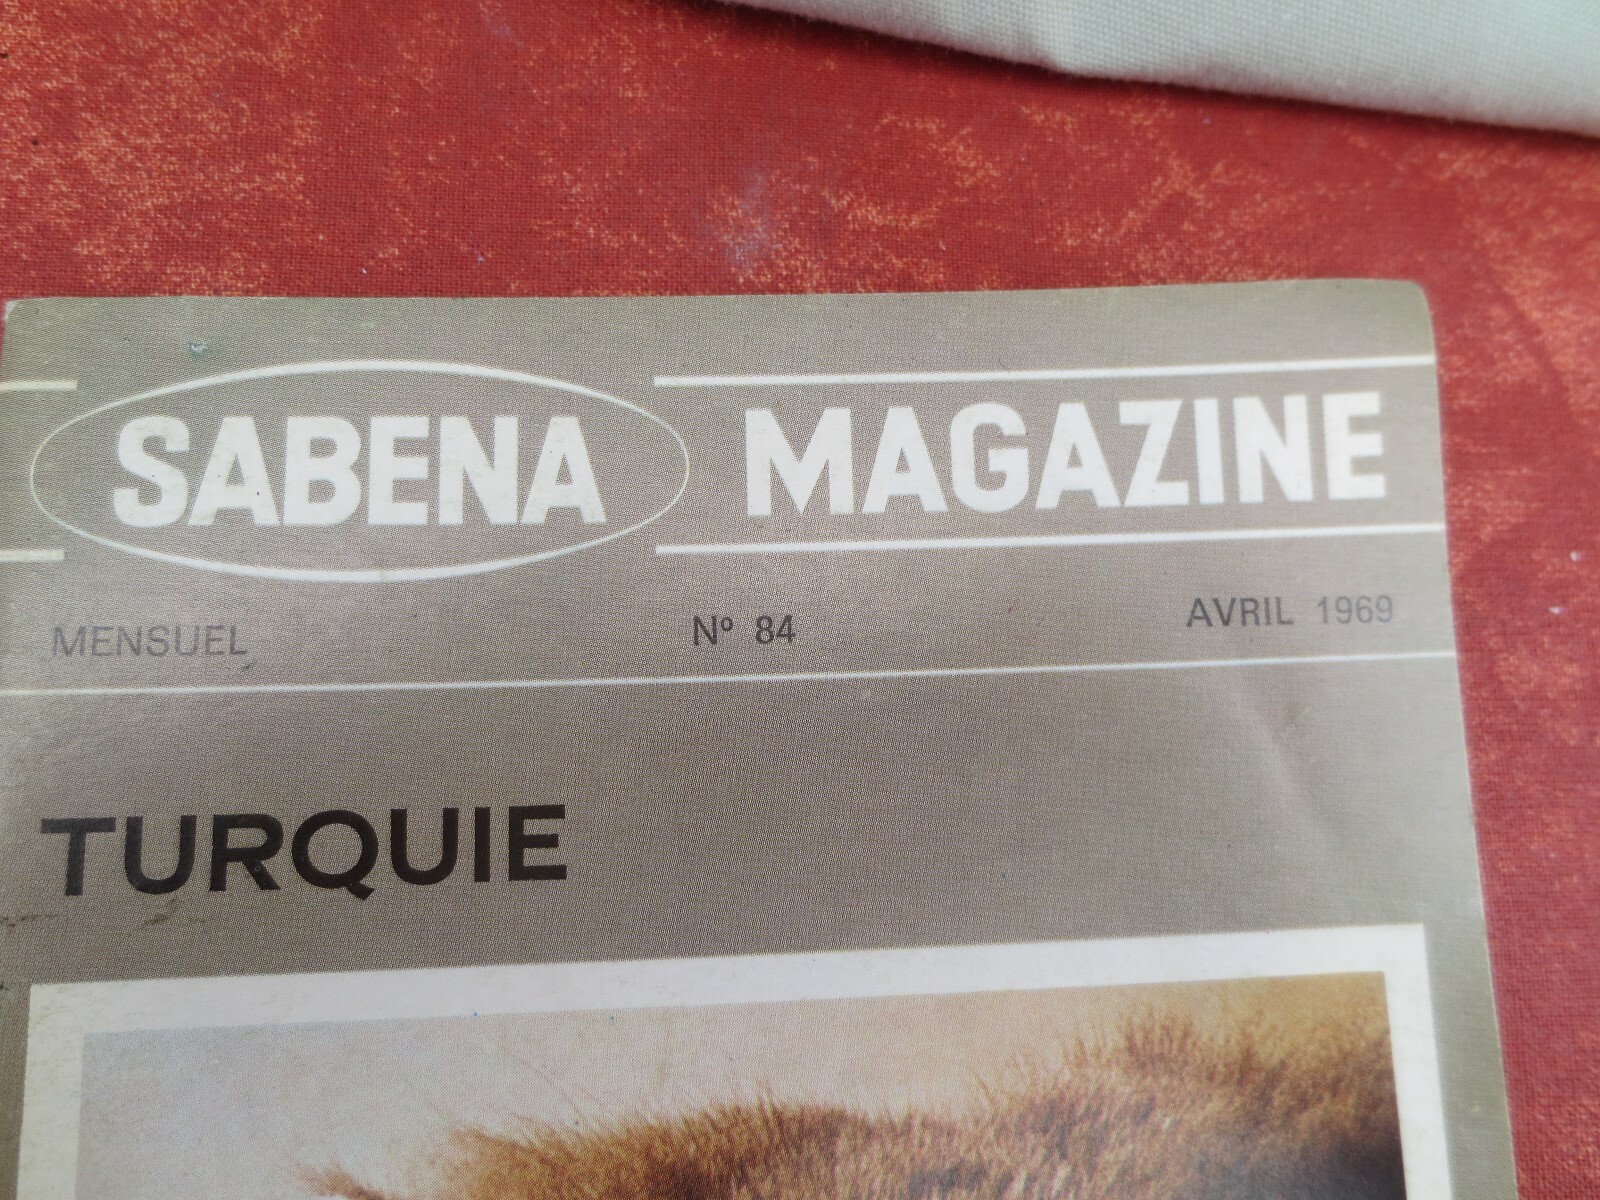 SABENA MAGAZINE
MENSUEL Nº 84 AVRIL 1969
TURQUIE